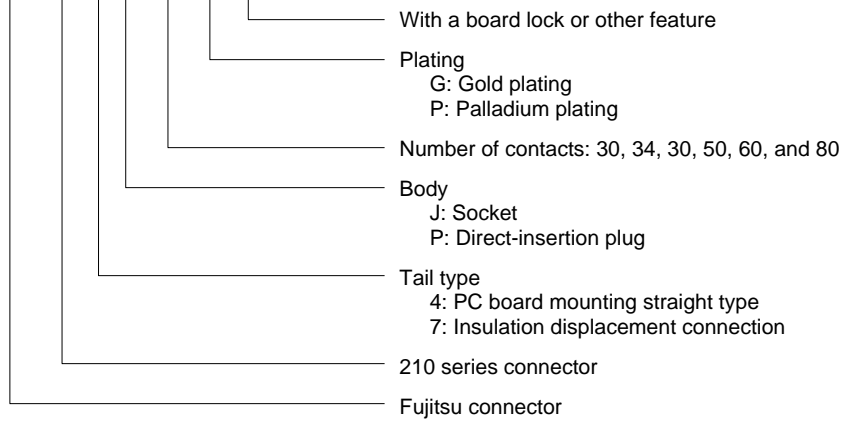 With a board lock or other feature
Plating
G: Gold plating
P: Palladium plating
Number of contacts: 30, 34, 30, 50, 60, and 80
Body
J: Socket
P: Direct-insertion plug
Tail type
4: PC board mounting straight type
7: Insulation displacement connection
210 series connector
Fujitsu connector